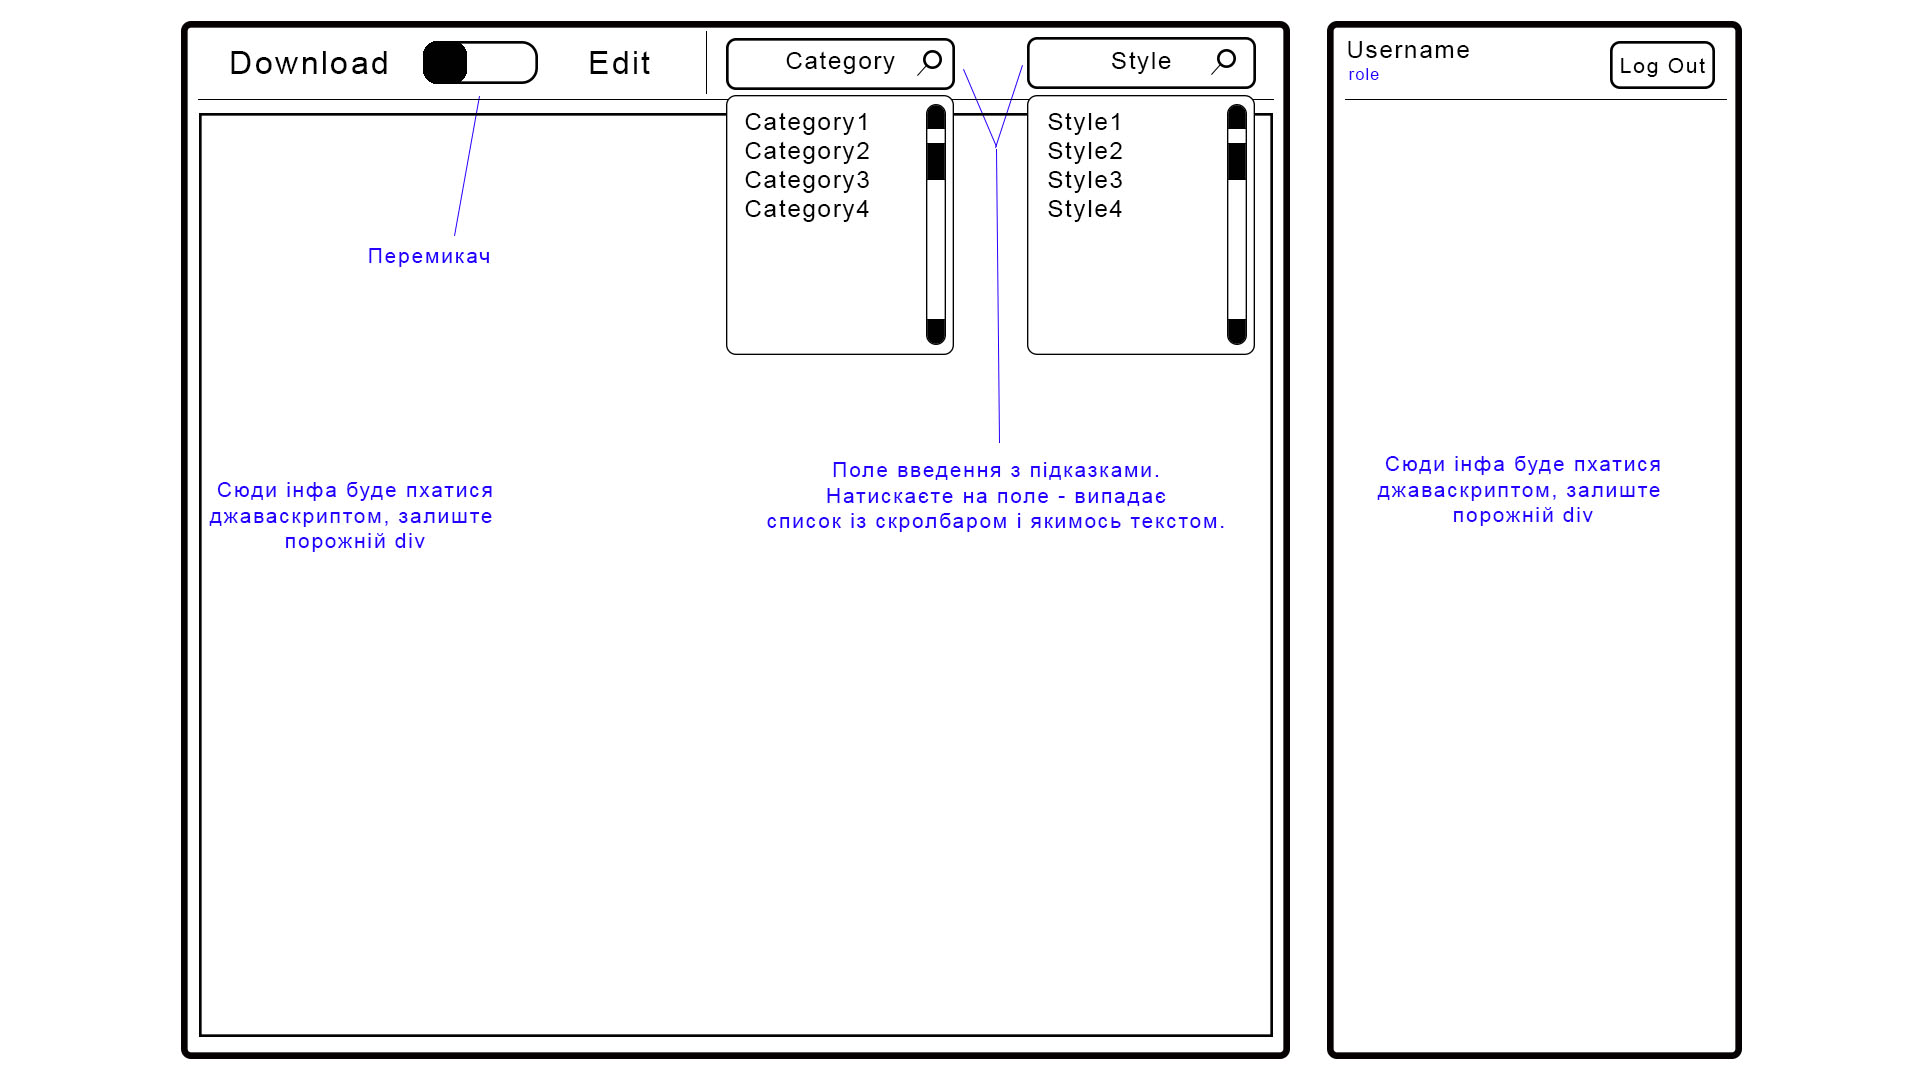 Download
Edit
Category
Style
Username
role
Log Out
Category1
Category2
Category3
Category4
Style1
Style2
Style3
Style4
Перемикач
Сюди інфа буде пхатися
джаваскриптом, залиште
порожній div
Поле введення з підказками.
Натискаєте на поле - випадає
список із скролбаром і якимось текстом.
Сюди інфа буде пхатися
джаваскриптом, залиште
порожній div